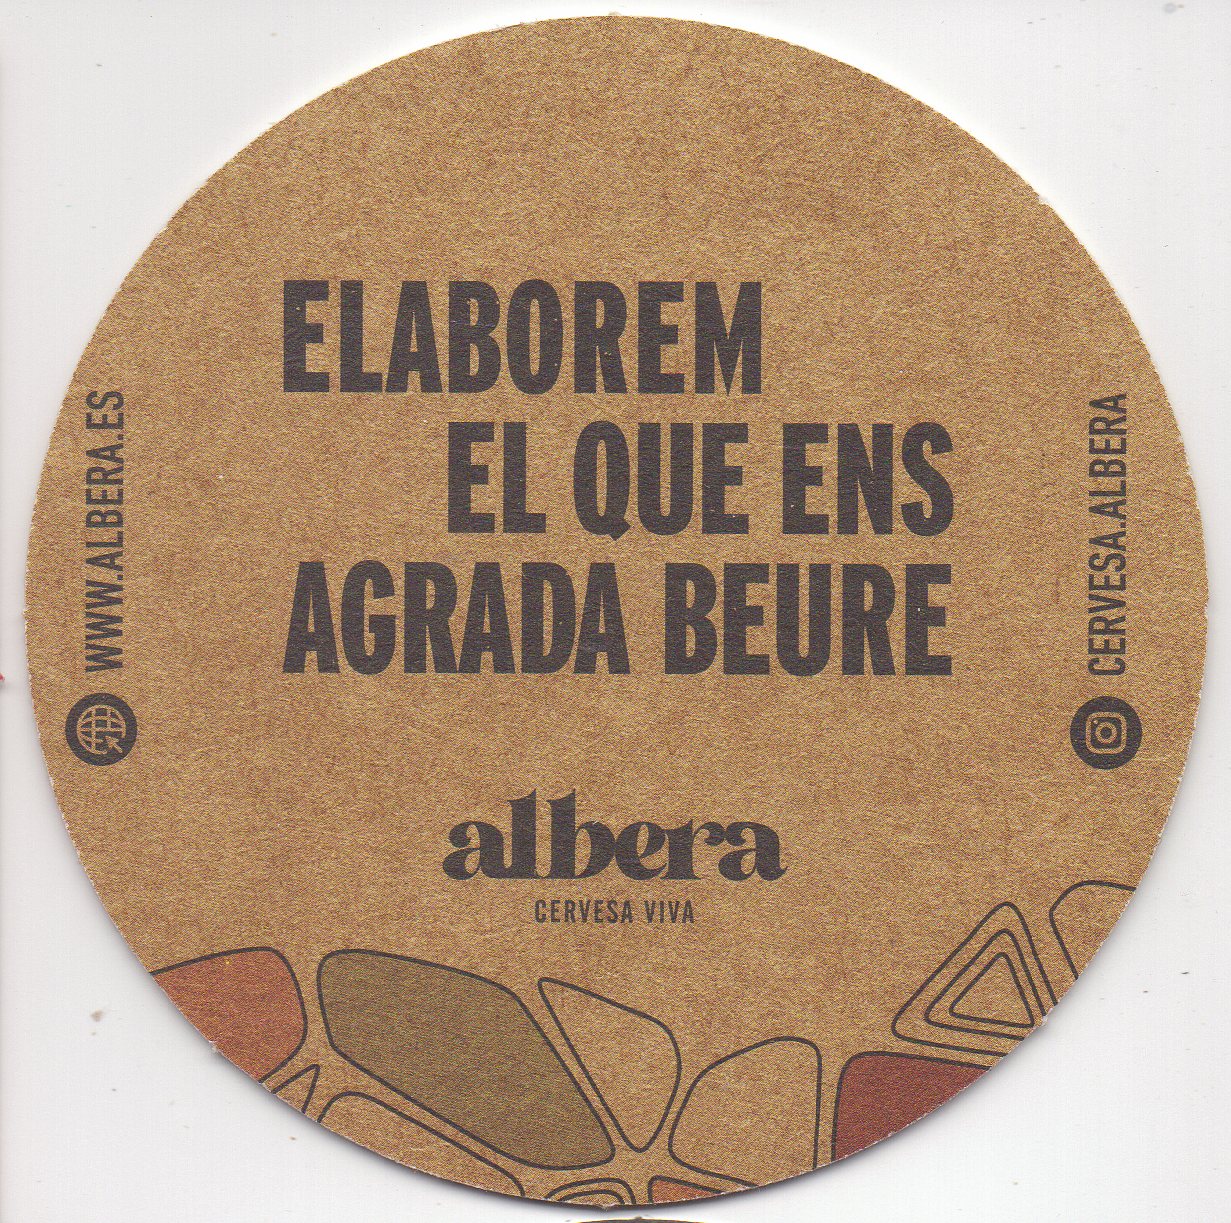 ELABOREM
EL QUE ENS
AGRADA BEURE
WWW.ALBERA.ES
CERVESA.ALBERA
albera
CERVESA VIVA